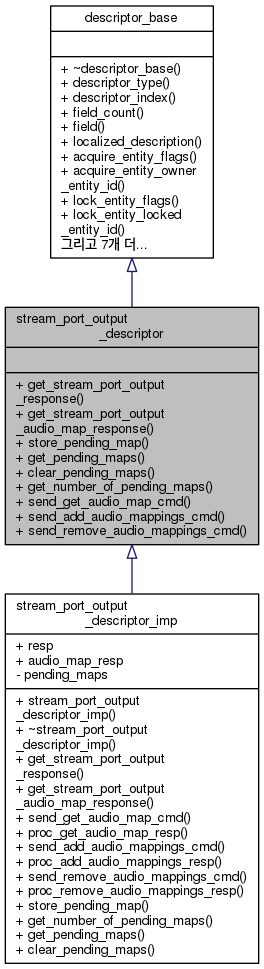 descriptor_base
+ ~descriptor_base()
+ descriptor_type()
+ descriptor_index()
+ field_count()
+ field()
+ localized_description()
+ acquire_entity_flags()
+ acquire_entity_owner
_entity_id()
+ lock_entity_flags()
+ lock_entity_locked
_entity_id()
그리고 7개 더...
stream_port_output
_descriptor
+ get_stream_port_output
_response()
+ get_stream_port_output
_audio_map_response()
+ store_pending_map()
+ get_pending_maps()
+ clear_pending_maps()
+ get_number_of_pending_maps()
+ send_get_audio_map_cmd()
+ send_add_audio_mappings_cmd()
+ send_remove_audio_mappings_cmd()
stream_port_output
_descriptor_imp
+ resp
+ audio_map_resp
- pending_maps
+ stream_port_output
_descriptor_imp()
+ ~stream_port_output
_descriptor_imp()
+ get_stream_port_output
_response()
+ get_stream_port_output
_audio_map_response()
+ send_get_audio_map_cmd()
+ proc_get_audio_map_resp()
+ send_add_audio_mappings_cmd()
+ proc_add_audio_mappings_resp()
+ send_remove_audio_mappings_cmd()
+ proc_remove_audio_mappings_resp()
+ store_pending_map()
+ get_number_of_pending_maps()
+ get_pending_maps()
+ clear_pending_maps()